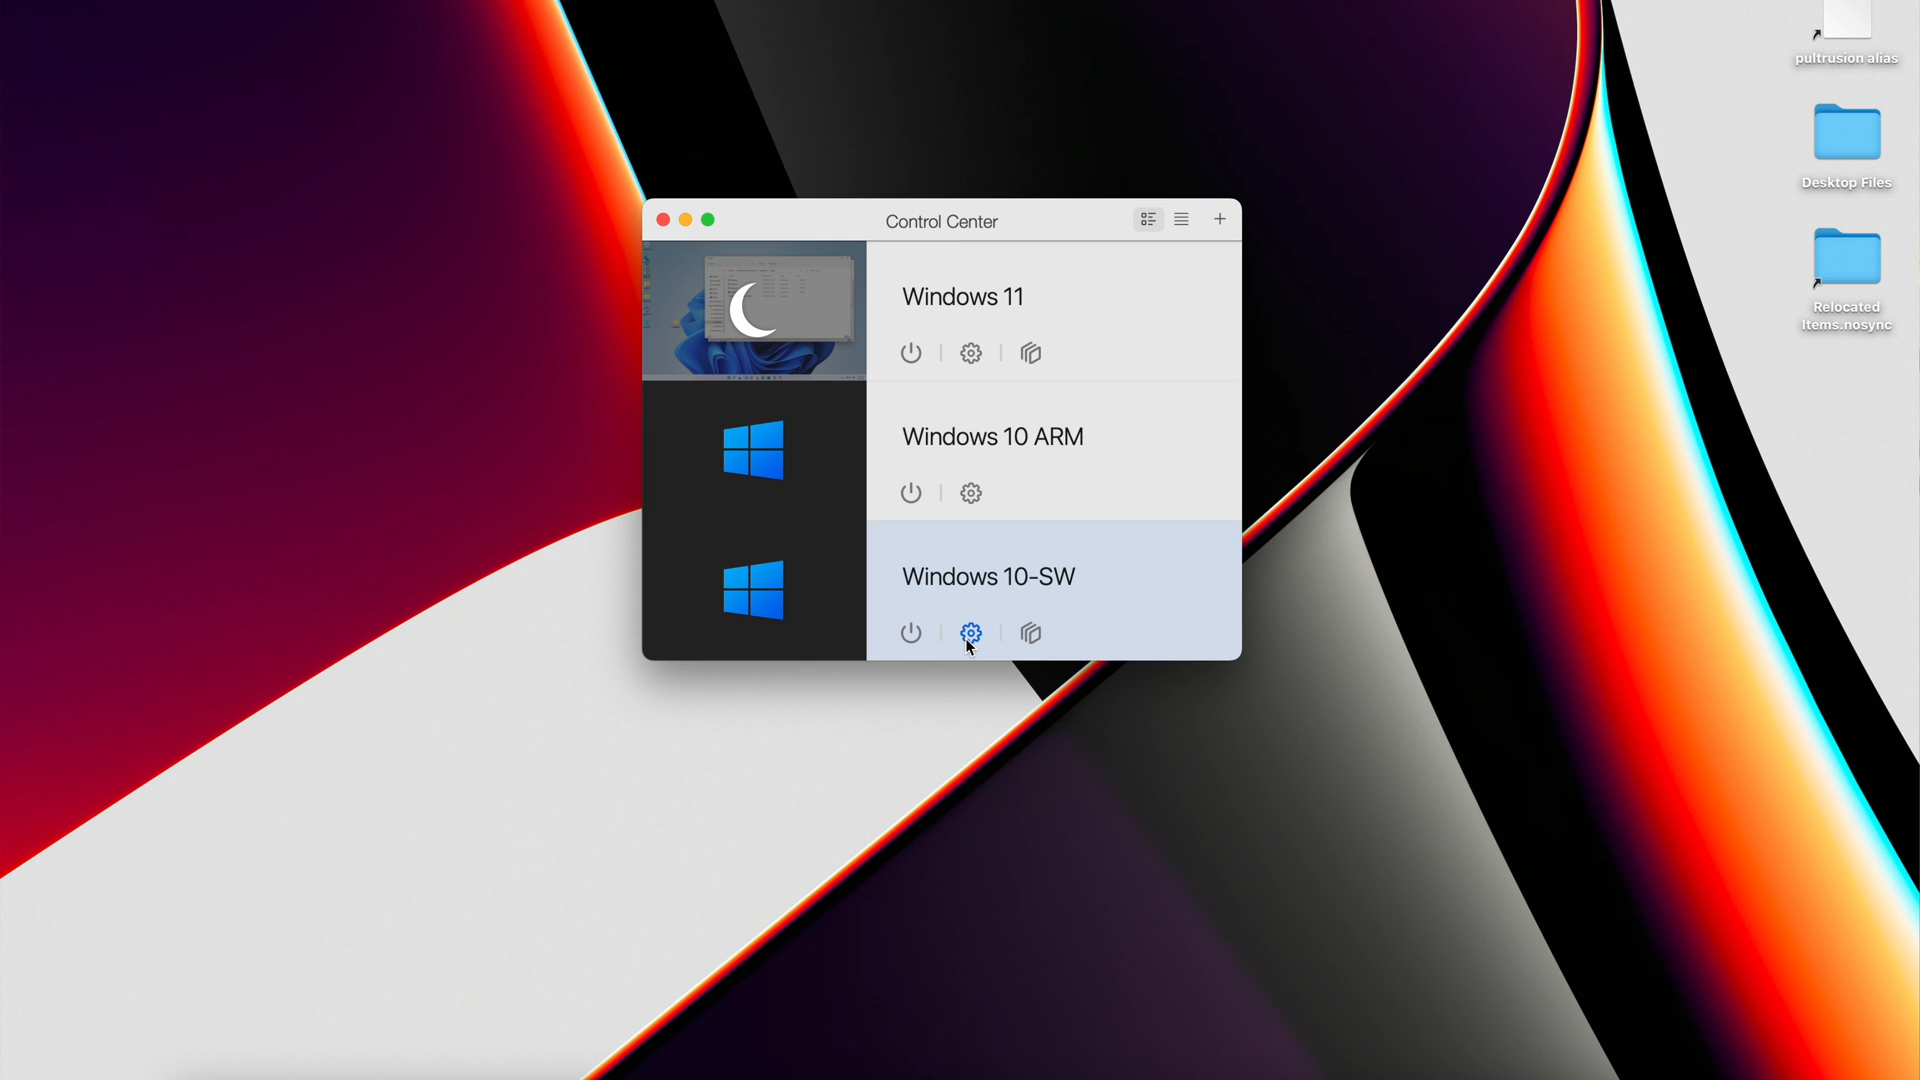 pultrusion alias
Desktop Files
Relocated
Items.nosync
Control Center
Windows 11
Windows 10 ARM
Windows 10-SW